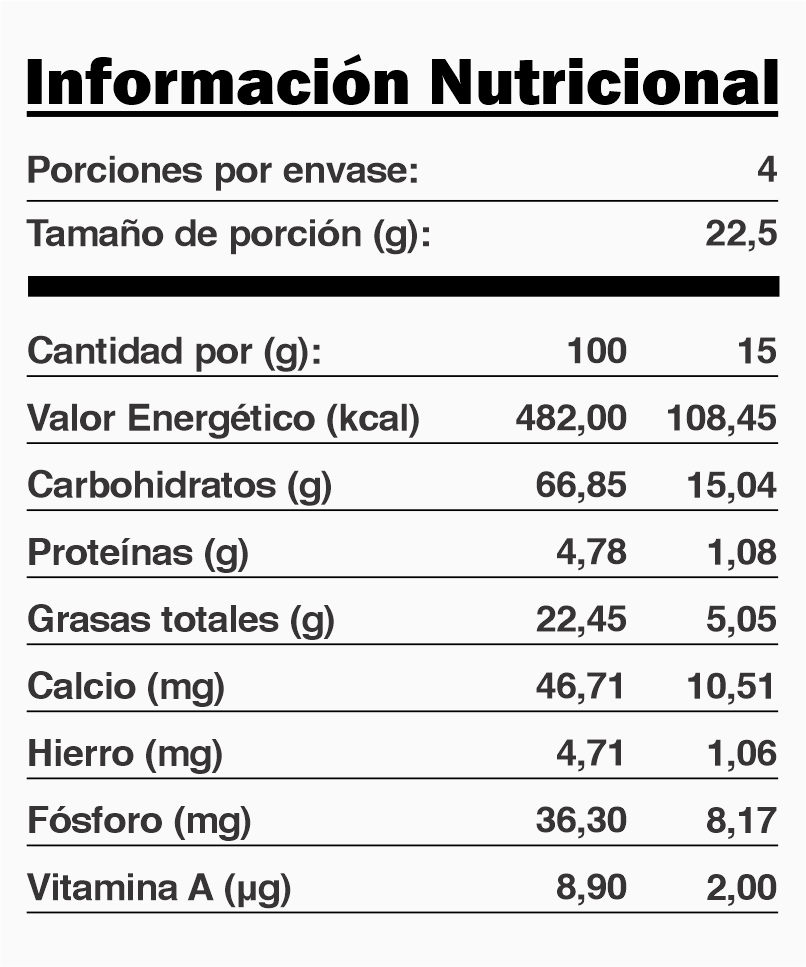 Información Nutricional
Porciones por envase: 4
Tamaño de porción (g): 22,5
Cantidad por (g): 100 15
Valor Energético (kcal) 482,00 108,45
Carbohidratos (g) 66,85 15,04
Proteínas (g) 4,78 1,08
Grasas totales (g) 22,45 5,05
Calcio (mg) 46,71 10,51
Hierro (mg) 4,71 1,06
Fósforo (mg) 36,30 8,17
Vitamina A (µg) 8,90 2,00